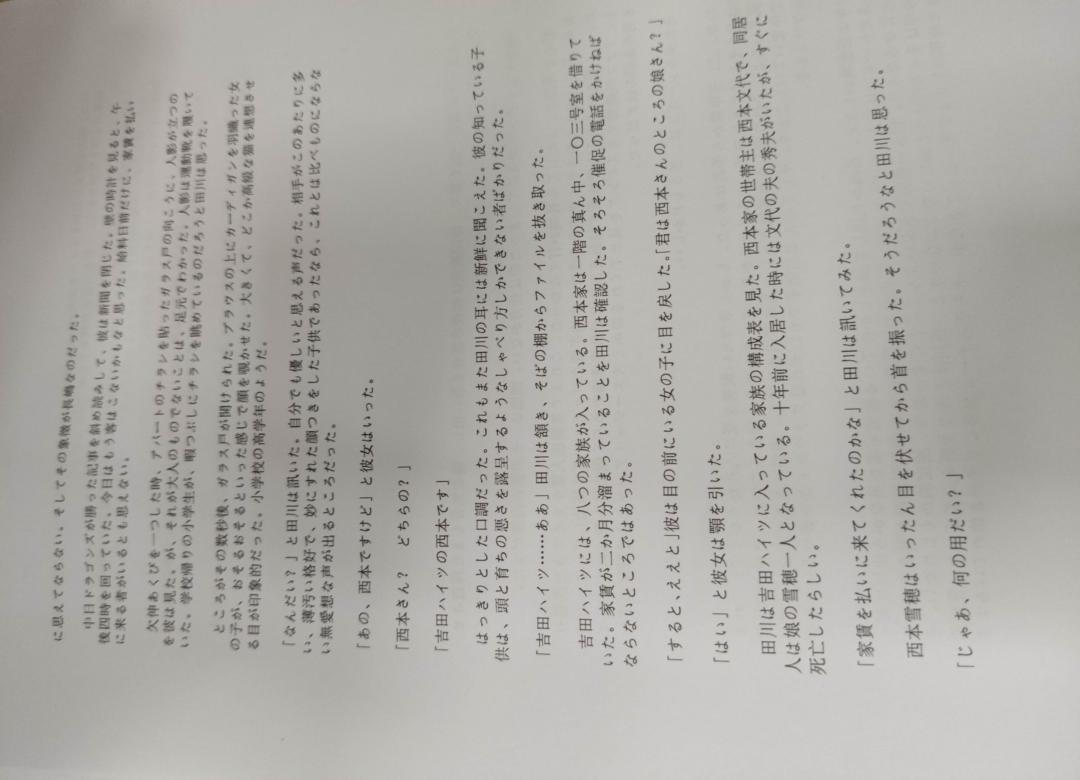 に思えてならない。そしてその象徴が長嶋なのだった。
中日ドラゴンズが勝った記事を斜め読みして、彼は新聞を閉じた。壁の時計を見ると、午
後四時を回っていた。今日はもう客はこないかもなと思った。給料日前だけに、家賃を払い
に来る者がいるとも思えない。
欠伸あくびを一つした時、アパートのチラシを貼ったガラス戸の向こうに、人影が立つの
を彼は見た。が、それが大人のものでないことは、足元でわかった。人影は運動靴を履いて
いた。学校帰りの小学生が、暇つぶしにチラシを眺めているのだろうと田川は思った。
ところがその数秒後、ガラス戸が開けられた。ブラウスの上にカーディガンを羽織った女
の子が、おそるおそるといった感じで顔を覗かせた。大きくて、どこか高級な猫を連想させ
る目が印象的だった。小学校の高学年のようだ。
「なんだい？」と田川は訊いた。自分でも優しいと思える声だった。相手がこのあたりに多
い、薄汚い格好で、妙にすれた顔つきをした子供であったなら、これとは比べものにならな
い無愛想な声が出るところだった。
「あの、西本ですけど」と彼女はいった。
「西本さん？　どちらの？」
「吉田ハイツの西本です」
はっきりとした口調だった。これもまた田川の耳には新鮮に聞こえた。彼の知っている子
供は、頭と育ちの悪さを露呈するようなしゃべり方しかできない者ばかりだった。
「吉田ハイツ……ああ」田川は頷き、そばの棚からファイルを抜き取った。
吉田ハイツには、八つの家族が入っている。西本家は一階の真ん中、一〇三号室を借りて
いた。家賃が二か月分溜まっていることを田川は確認した。そろそろ催促の電話をかけねば
ならないところではあった。
「すると、ええと」彼は目の前にいる女の子に目を戻した。「君は西本さんのところの娘さん？」
「はい」と彼女は顎を引いた。
田川は吉田ハイツに入っている家族の構成表を見た。西本家の世帯主は西本文代で、同居
人は娘の雪穂一人となっている。十年前に入居した時には文代の夫の秀夫がいたが、すぐに
死亡したらしい。
「家賃を払いに来てくれたのかな」と田川は訊いてみた。
西本雪穂はいったん目を伏せてから首を振った。そうだろうなと田川は思った。
「じゃあ、何の用だい？」